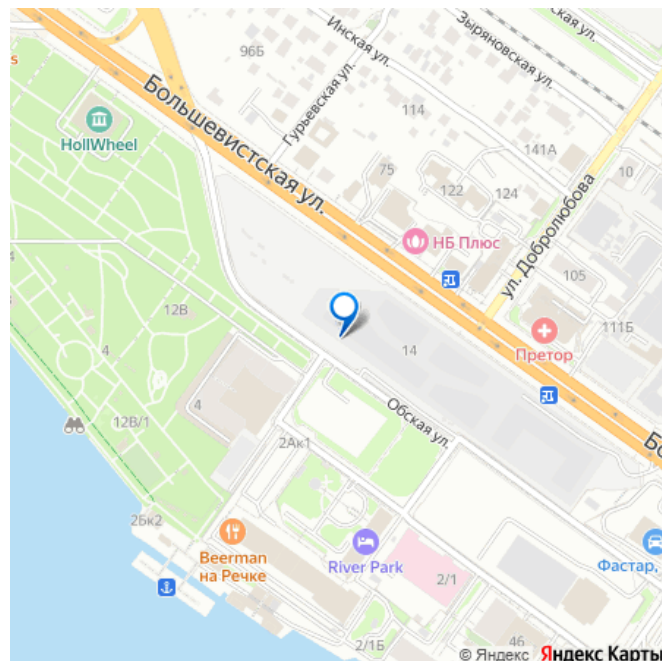 96Б
Инская ул.
Зыряновская ул.
Гурьевская ул.
s
HollWheel
Большевистская ул.
114
141А
75
122
124
10
ул. Добролюбова
НБ Плюс
105
111Б
Претор
12В
4
14
4
12В/1
Обская ул.
2Ак1
Бо
2Бк2
Beerman
на Речке
River Park
2/1
Фастар,
46
2/1Б
© Яндекс Яндекс Карты